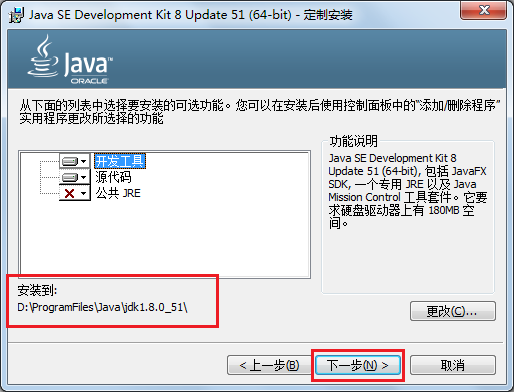 Java SE Development Kit 8 Update 51 (64-bit) - 定制安装
Java
ORACLE
从下面的列表中选择要安装的可选功能。您可以在安装后使用控制面板中的“添加/删除程序”
实用程序更改所选择的功能
开发工具
源代码
公共 JRE
功能说明
Java SE Development Kit 8
Update 51 (64-bit), 包括 JavaFX
SDK, 一个专用 JRE 以及 Java
Mission Control 工具套件。它要
求硬盘驱动器上有 180MB 空
间。
安装到:
D:\ProgramFiles\Java\jdk1.8.0_51\
更改(C)...
< 上一步(B)
下一步(N) >
取消